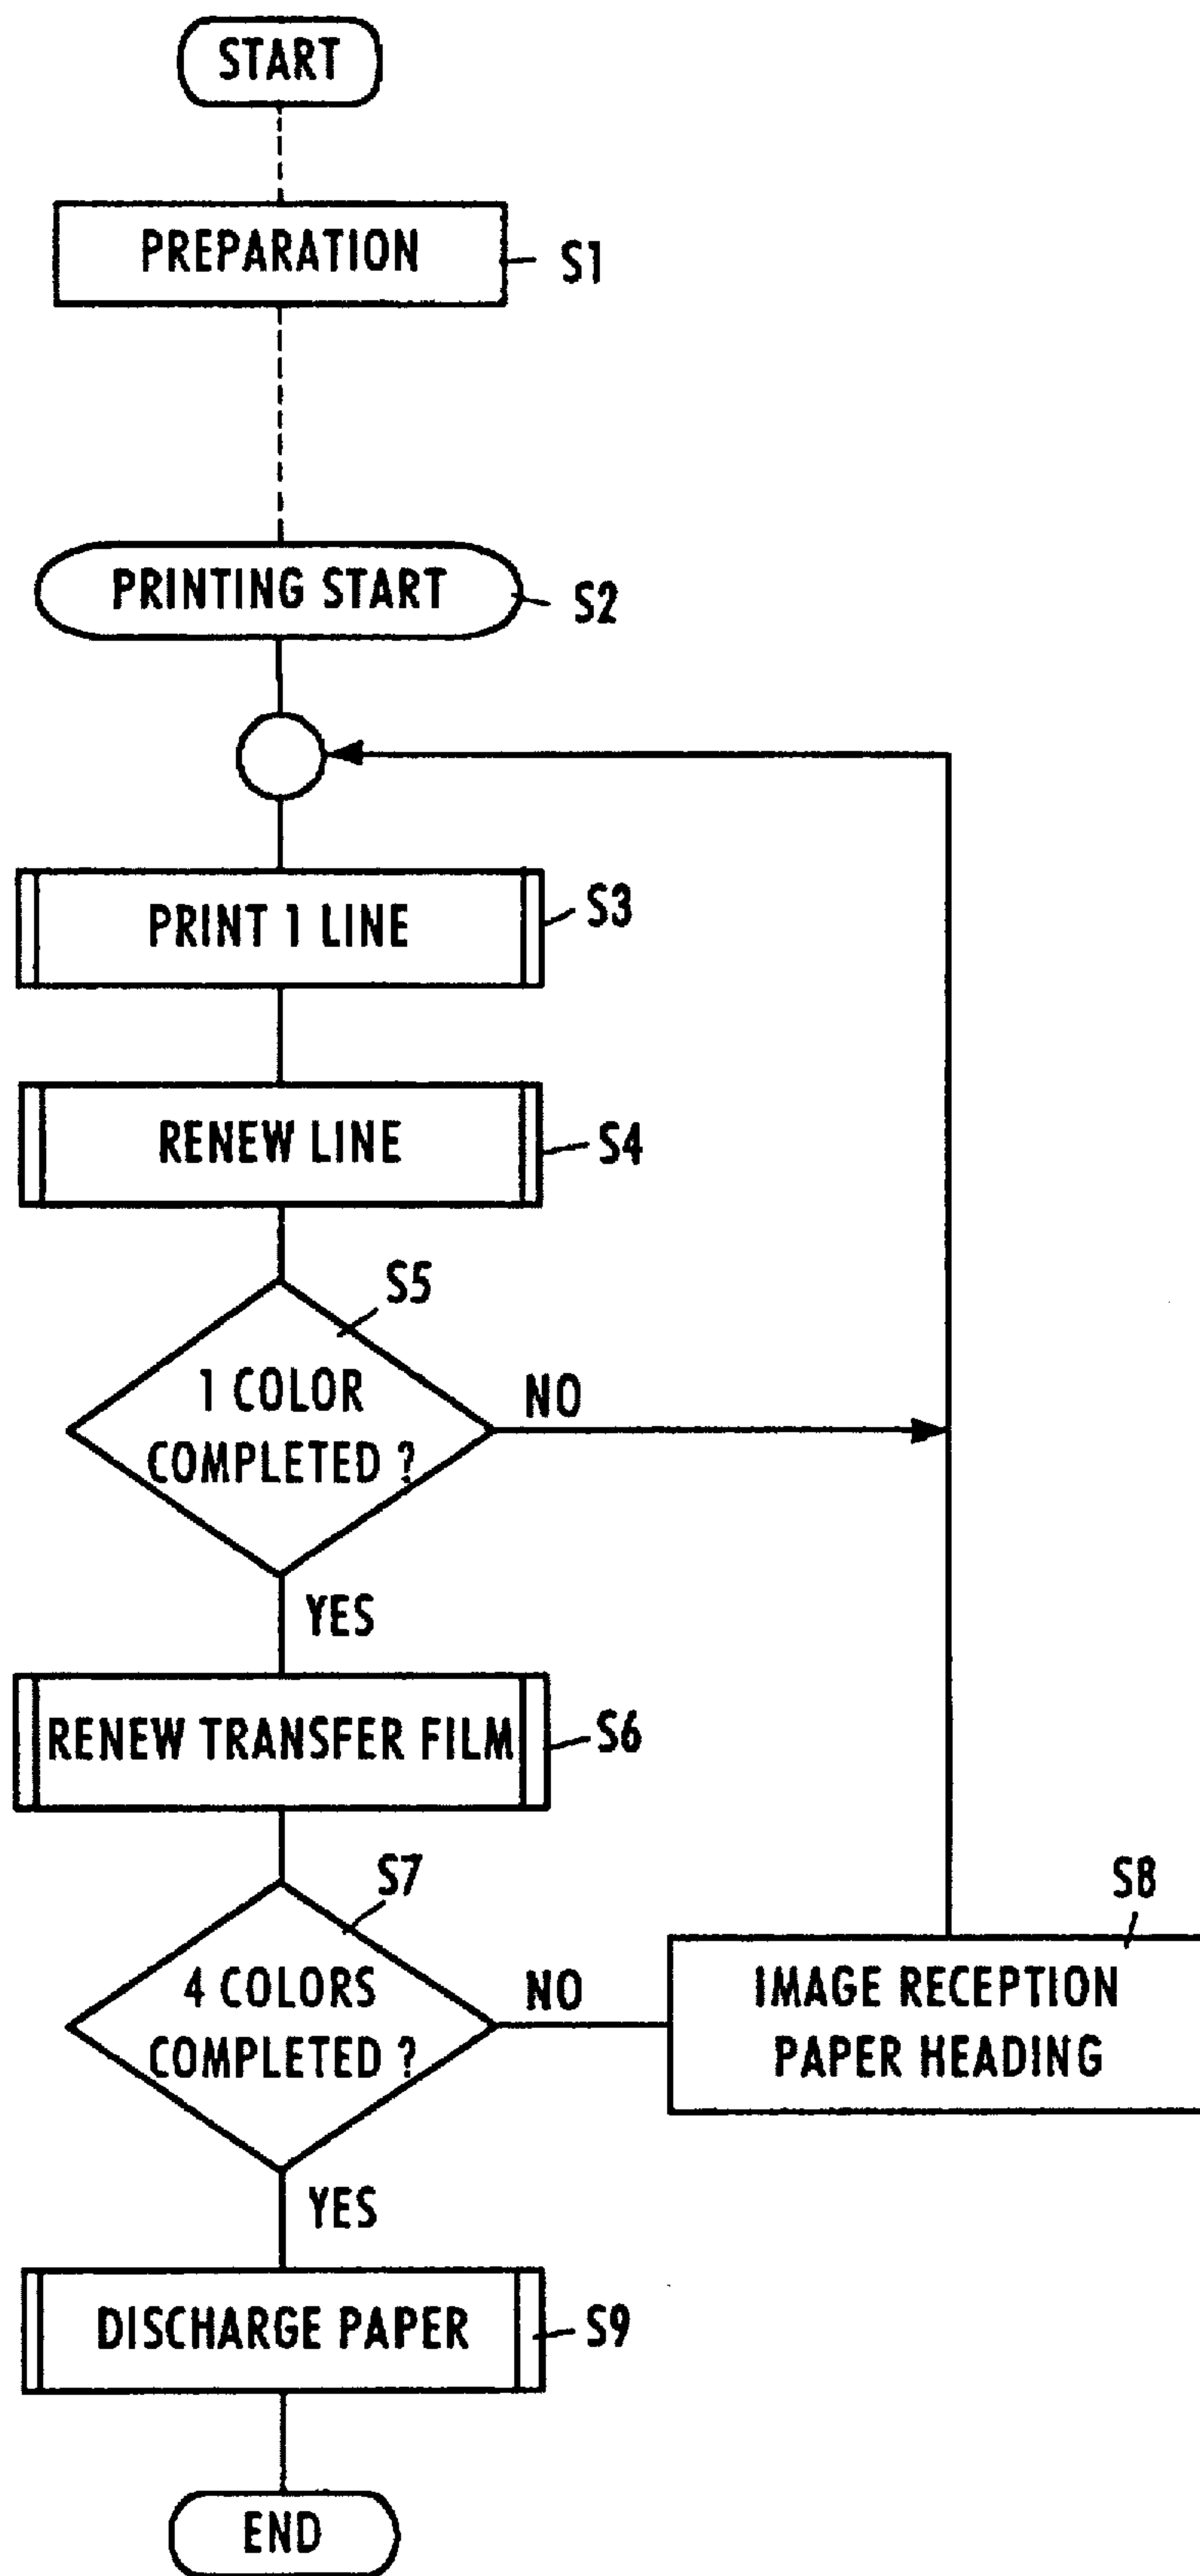 START
PREPARATION
S1
PRINTING START
S2
PRINT 1 LINE
S3
RENEW LINE
S4
S5
1 COLOR
COMPLETED ?
NO
YES
RENEW TRANSFER FILM
S6
S7
4 COLORS
COMPLETED ?
NO
S8
IMAGE RECEPTION
PAPER HEADING
YES
DISCHARGE PAPER
S9
END